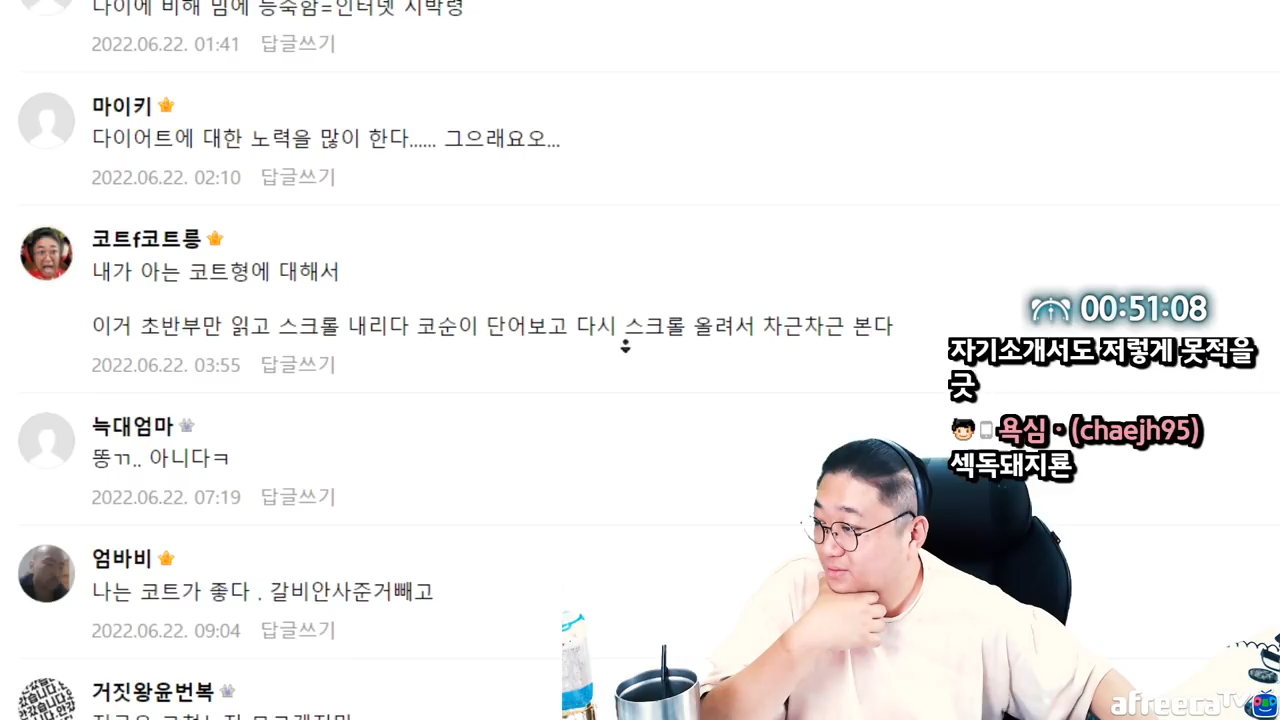 나이에 비해 밈에 능숙함=인터넷 지박령
2022.06.22. 01:41 답글쓰기
마이키
다이어트에 대한 노력을 많이 한다...... 그으래요오...
2022.06.22. 02:10 답글쓰기
코트f코트릉
내가 아는 코트형에 대해서
이거 초반부만 읽고 스크롤 내리다 코순이 단어보고 다시 스크롤 올려서 차근차근 본다
2022.06.22. 03:55 답글쓰기
00:51:08
자기소개서도 저렇게 못적을
긋
욕심 · (chaejh95)
섹독돼지론
늑대엄마
똥ㄲ.. 아니다ㅋ
2022.06.22. 07:19 답글쓰기
엄바비
나는 코트가 좋다 . 갈비안사준거빼고
2022.06.22. 09:04 답글쓰기
거짓왕윤번복
afreecaTV